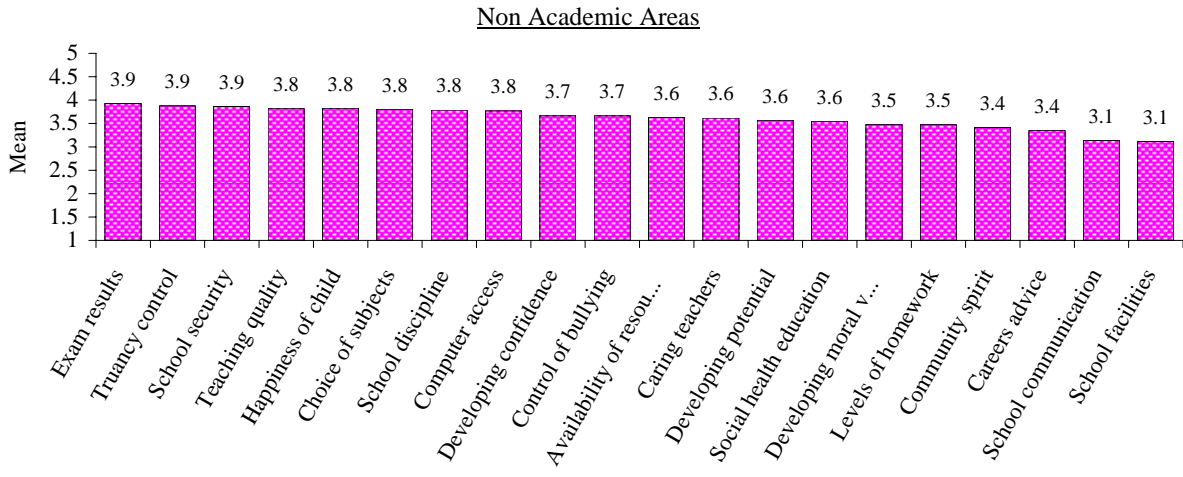 Non Academic Areas
Mean
5
4.5
4
3.5
3
2.5
2
1.5
1
3.9
3.9
3.9
3.8
3.8
3.8
3.8
3.8
3.7
3.7
3.6
3.6
3.6
3.6
3.5
3.5
3.4
3.4
3.1
3.1
Exam results
Truancy control
School security
Teaching quality
Happiness of child
Choice of subjects
School discipline
Computer access
Developing confidence
Control of bullying
Availability of resou...
Caring teachers
Developing potential
Social health education
Developing moral v...
Levels of homework
Community spirit
Careers advice
School communication
School facilities